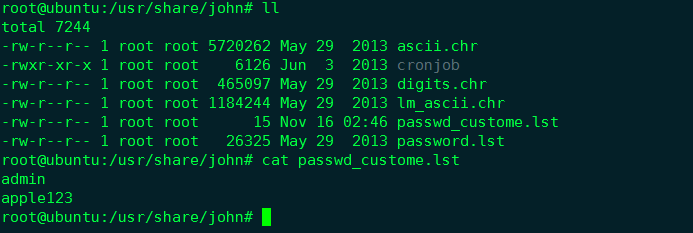 root@ubuntu:/usr/share/john# ll
total 7244
-rw-r--r-- 1 root root 5720262 May 29  2013 ascii.chr
-rwxr-xr-x 1 root root    6126 Jun  3  2013 cronjob
-rw-r--r-- 1 root root  465097 May 29  2013 digits.chr
-rw-r--r-- 1 root root 1184244 May 29  2013 lm_ascii.chr
-rw-r--r-- 1 root root      15 Nov 16 02:46 passwd_custome.lst
-rw-r--r-- 1 root root   26325 May 29  2013 password.lst
root@ubuntu:/usr/share/john# cat passwd_custome.lst
admin
apple123
root@ubuntu:/usr/share/john#